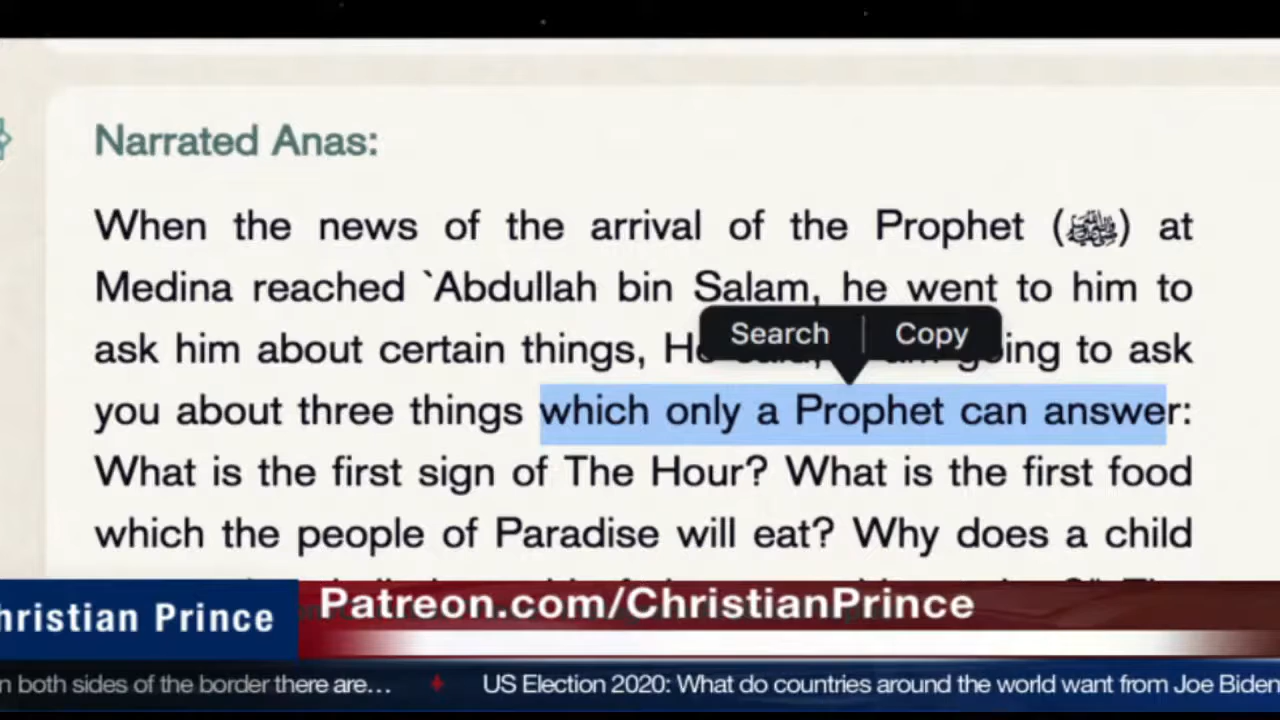 Narrated Anas:
When the news of the arrival of the Prophet (ﷺ) at
Medina reached `Abdullah bin Salam, he went to him to
Search
Copy
ask him about certain things, He going to ask
you about three things which only a Prophet can answer:
What is the first sign of The Hour? What is the first food
which the people of Paradise will eat? Why does a child
hristian Prince
Patreon.com/ChristianPrince
n both sides of the border there are...
US Election 2020: What do countries around the world want from Joe Biden